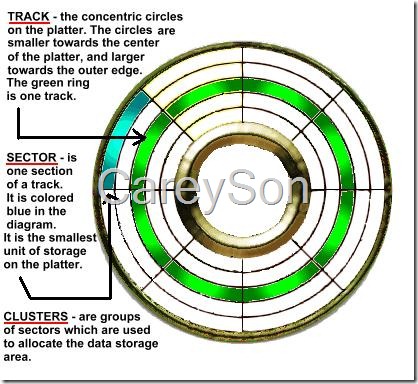 TRACK - the concentric circles
on the platter. The circles are
smaller towards the center
of the platter, and larger
towards the outer edge.
The green ring
is one track.
SECTOR - is
one section
of a track.
It is colored
blue in the
diagram.
It is the smallest
unit of storage
on the platter.
CareySon
CLUSTERS - are groups
of sectors which are used
to allocate the data storage
area.